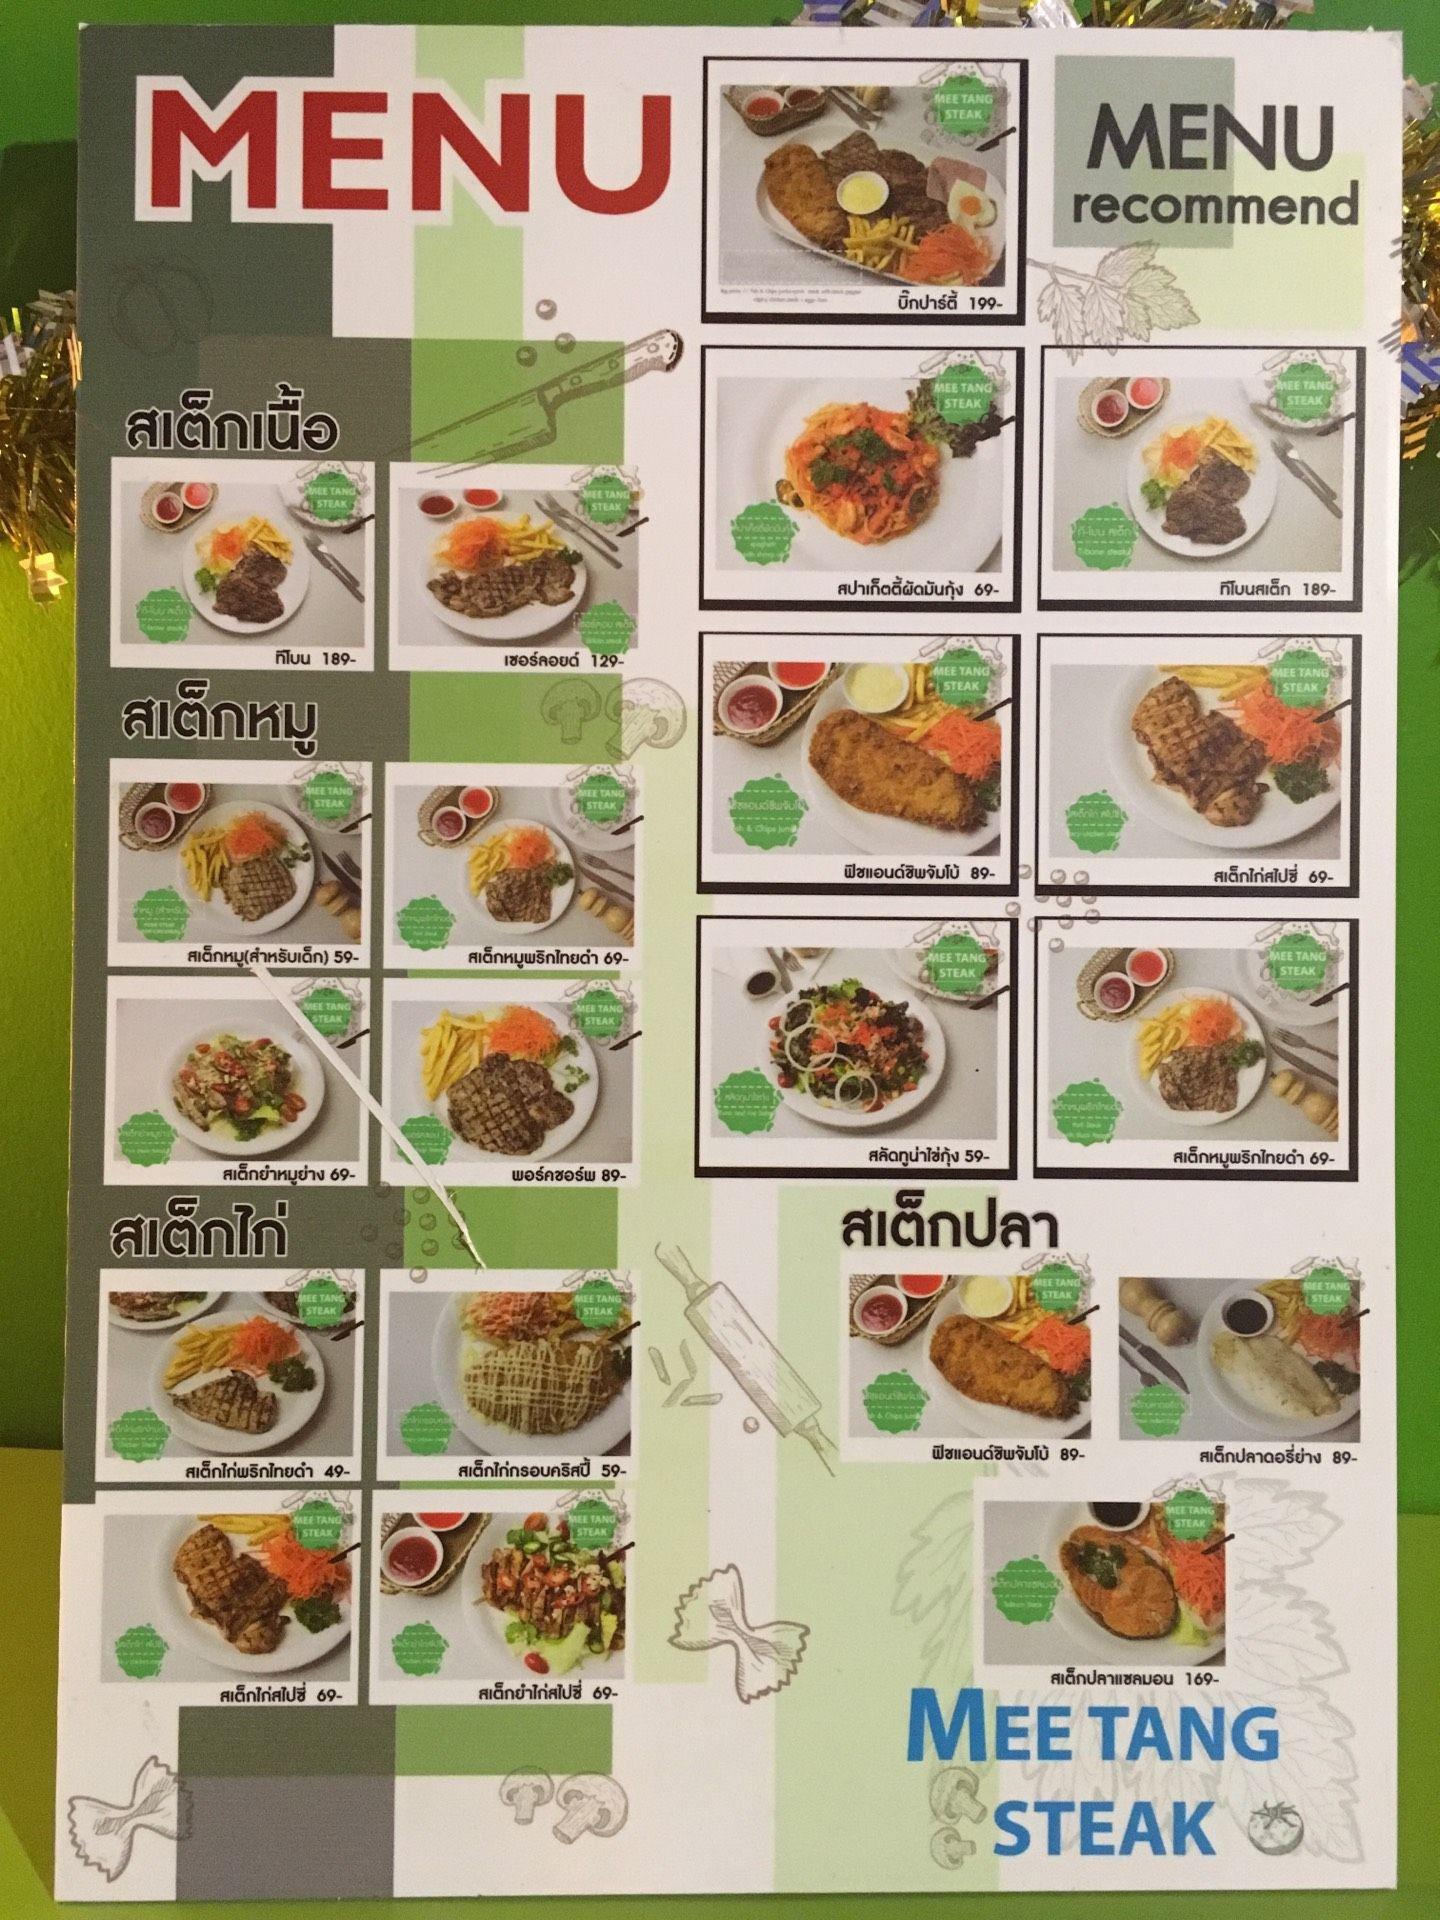 MENU
MENU
recommend
MEE TANG
STEAK
บิ๊กปาร์ตี้ 199-
MEE TANG
STEAK
สปาเก็ตตี้ผัดมันกุ้ง 69-
MEE TANG
STEAK
ที-โบน สเต็ก
T-bone steak
ทีโบนสเต็ก 189-
MEE TANG
STEAK
ฟิชแอนด์ชิพจัมโบ้ 89-
MEE TANG
STEAK
สเต็กไก่สไปซี่ 69-
MEE TANG
STEAK
สลัดทูน่าไข่กุ้ง 59-
MEE TANG
STEAK
สเต็กหมูพริกไทยดำ 69-
สเต็กเนื้อ
MEE TANG
STEAK
ทีโบน 189-
MEE TANG
STEAK
เซอร์ลอยด์ 129-
สเต็กหมู
MEE TANG
STEAK
สเต็กหมู(สำหรับเด็ก) 59-
MEE TANG
STEAK
สเต็กหมูพริกไทยดำ 69-
MEE TANG
STEAK
สเต็กยำหมูย่าง 69-
MEE TANG
STEAK
พอร์คชอร์พ 89-
สเต็กไก่
MEE TANG
STEAK
สเต็กไก่พริกไทยดำ 49-
MEE TANG
STEAK
สเต็กไก่กรอบคริสปี้ 59-
MEE TANG
STEAK
สเต็กไก่สไปซี่ 69-
MEE TANG
STEAK
สเต็กยำไก่สไปซี่ 69-
สเต็กปลา
MEE TANG
STEAK
ฟิชแอนด์ชิพจัมโบ้ 89-
MEE TANG
STEAK
สเต็กปลาดอรี่ย่าง 89-
MEE TANG
STEAK
สเต็กปลาแซลมอน 169-
MEE TANG
STEAK